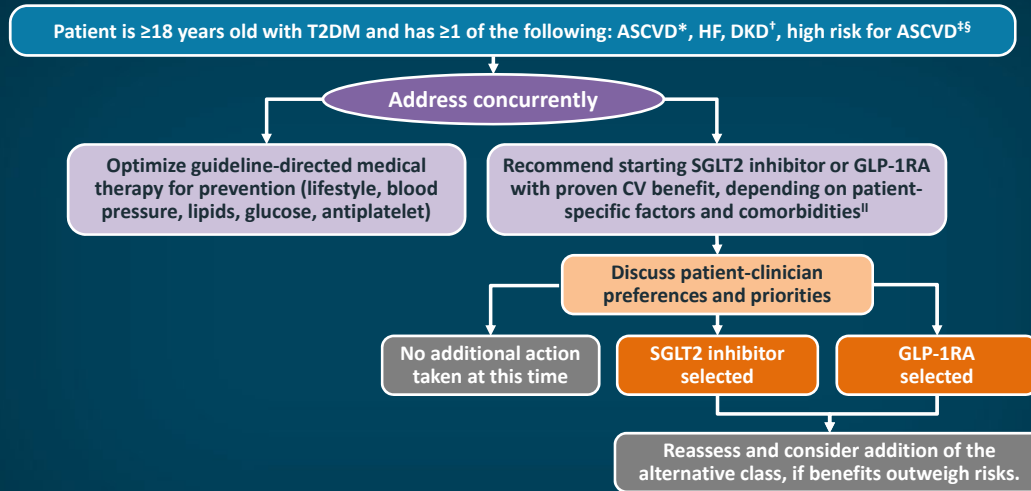 Patient is ≥18 years old with T2DM and has ≥1 of the following: ASCVD*, HF, DKD†, high risk for ASCVD‡§
Address concurrently
Optimize guideline-directed medical
therapy for prevention (lifestyle, blood
pressure, lipids, glucose, antiplatelet)
Recommend starting SGLT2 inhibitor or GLP-1RA
with proven CV benefit, depending on patient-
specific factors and comorbidities‖
Discuss patient-clinician
preferences and priorities
No additional action
taken at this time
SGLT2 inhibitor
selected
GLP-1RA
selected
Reassess and consider addition of the
alternative class, if benefits outweigh risks.